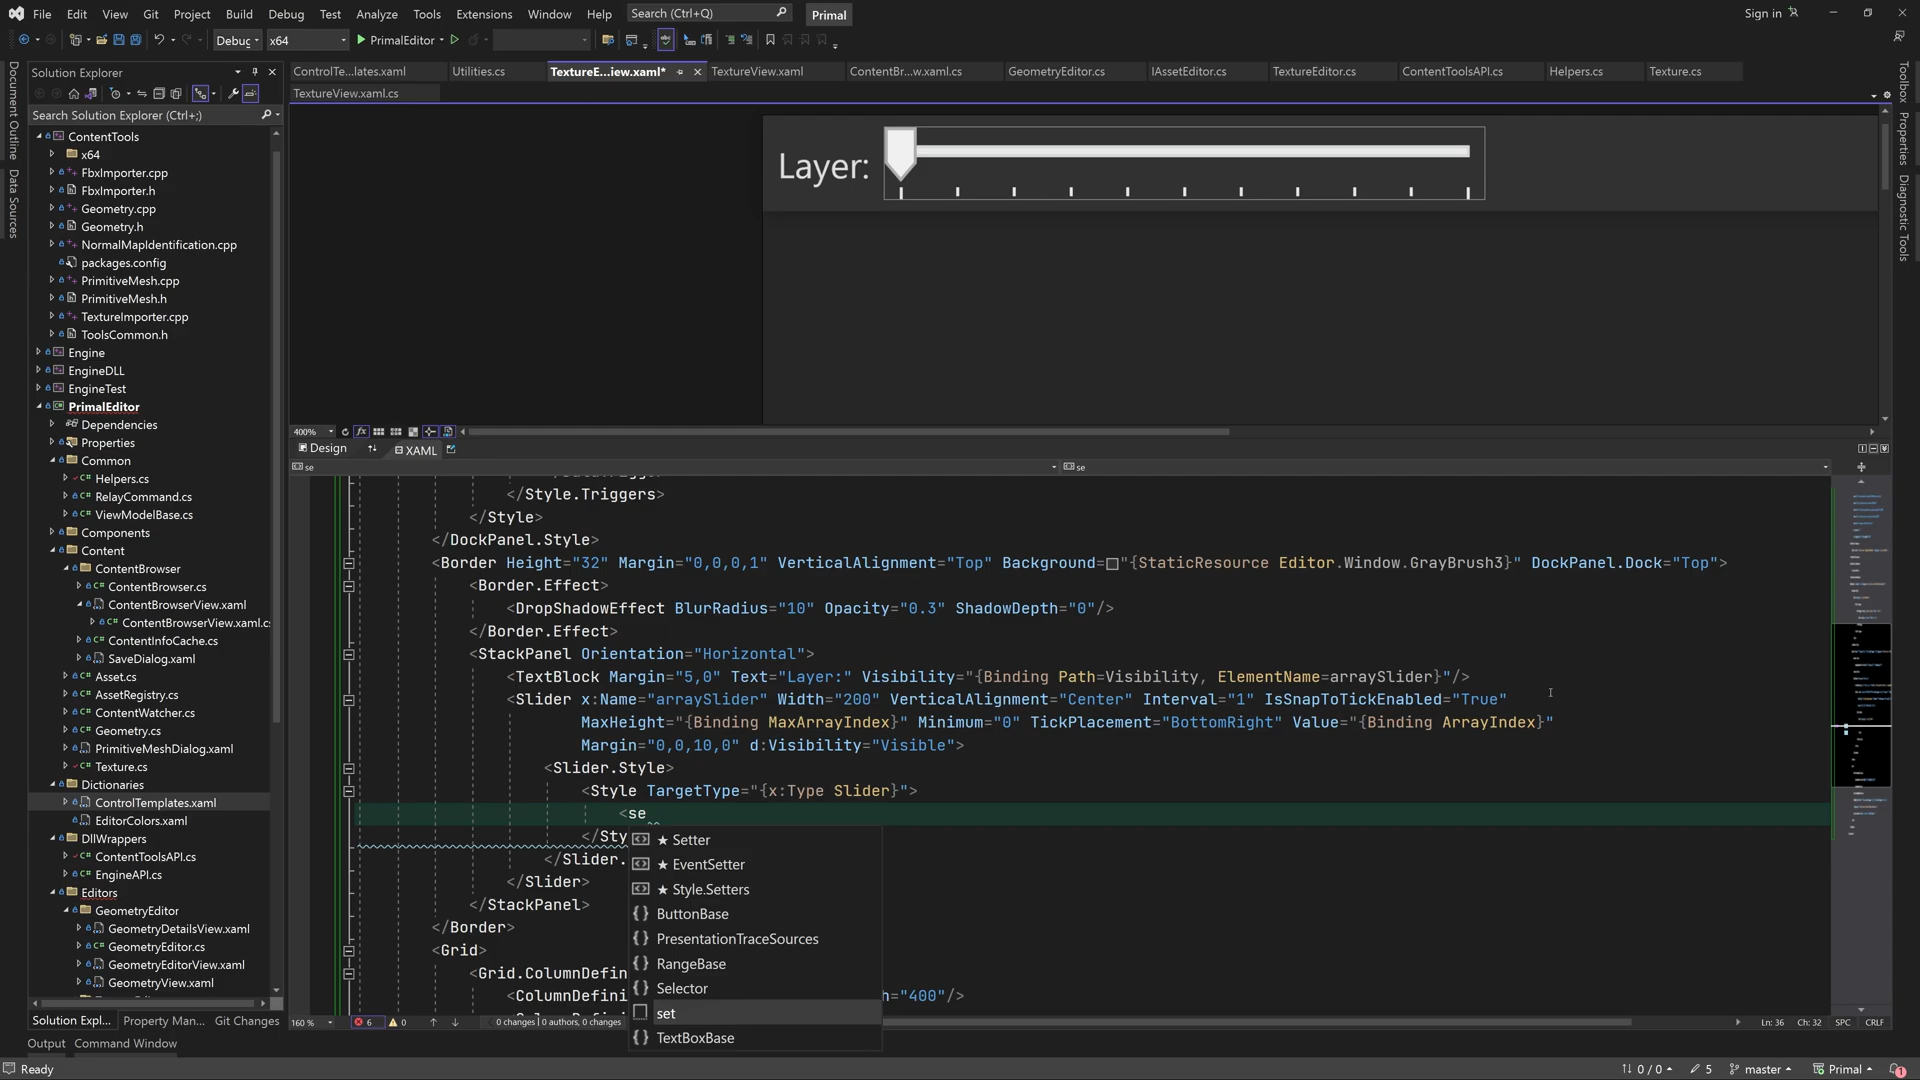 File Edit View Git Project Build Debug Test Analyze Tools Extensions Window Help Search (Ctrl+Q) Primal Sign in
Debug x64 PrimalEditor
Document Outline
Data Sources
Solution Explorer
Search Solution Explorer (Ctrl+;)
ContentTools
x64
FbxImporter.cpp
FbxImporter.h
Geometry.cpp
Geometry.h
NormalMapIdentification.cpp
packages.config
PrimitiveMesh.cpp
PrimitiveMesh.h
TextureImporter.cpp
ToolsCommon.h
Engine
EngineDLL
EngineTest
PrimalEditor
Dependencies
Properties
Common
Helpers.cs
RelayCommand.cs
ViewModelBase.cs
Components
Content
ContentBrowser
ContentBrowser.cs
ContentBrowserView.xaml
ContentBrowserView.xaml.cs
ContentInfoCache.cs
SaveDialog.xaml
Asset.cs
AssetRegistry.cs
ContentWatcher.cs
Geometry.cs
PrimitiveMeshDialog.xaml
Texture.cs
Dictionaries
ControlTemplates.xaml
EditorColors.xaml
DllWrappers
ContentToolsAPI.cs
EngineAPI.cs
Editors
GeometryEditor
GeometryDetailsView.xaml
GeometryEditor.cs
GeometryEditorView.xaml
GeometryView.xaml
Solution Expl... Property Man... Git Changes
Output Command Window
ControlTe...lates.xaml Utilities.cs TextureE...iew.xaml* TextureView.xaml ContentBr...w.xaml.cs GeometryEditor.cs IAssetEditor.cs TextureEditor.cs ContentToolsAPI.cs Helpers.cs Texture.cs
TextureView.xaml.cs
Layer:
400%
Design XAML
se se
</Style.Triggers>
</Style>
</DockPanel.Style>
<Border Height="32" Margin="0,0,0,1" VerticalAlignment="Top" Background="{StaticResource Editor.Window.GrayBrush3}" DockPanel.Dock="Top">
<Border.Effect>
<DropShadowEffect BlurRadius="10" Opacity="0.3" ShadowDepth="0"/>
</Border.Effect>
<StackPanel Orientation="Horizontal">
<TextBlock Margin="5,0" Text="Layer:" Visibility="{Binding Path=Visibility, ElementName=arraySlider}"/>
<Slider x:Name="arraySlider" Width="200" VerticalAlignment="Center" Interval="1" IsSnapToTickEnabled="True"
MaxHeight="{Binding MaxArrayIndex}" Minimum="0" TickPlacement="BottomRight" Value="{Binding ArrayIndex}"
Margin="0,0,10,0" d:Visibility="Visible">
<Slider.Style>
<Style TargetType="{x:Type Slider}">
<se
</Sty
</Slider.
</Slider>
</StackPanel>
</Border>
<Grid>
<Grid.ColumnDefin
<ColumnDefini h="400"/>
Setter
EventSetter
Style.Setters
ButtonBase
PresentationTraceSources
RangeBase
Selector
set
TextBoxBase
160 % 6 0 0 changes | 0 authors, 0 changes Ln: 36 Ch: 32 SPC CRLF
Toolbox
Properties
Diagnostic Tools
Ready 0 / 0 5 master Primal 1